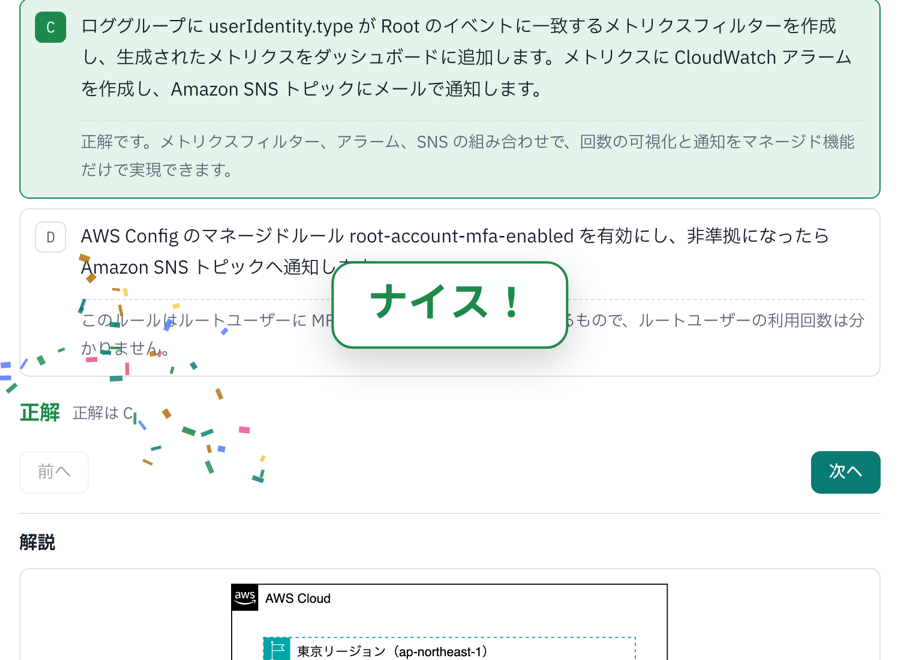 C
ロググループに userIdentity.type が Root のイベントに一致するメトリクスフィルターを作成
し、生成されたメトリクスをダッシュボードに追加します。メトリクスに CloudWatch アラーム
を作成し、Amazon SNS トピックにメールで通知します。
正解です。メトリクスフィルター、アラーム、SNS の組み合わせで、回数の可視化と通知をマネージド機能
だけで実現できます。
D
AWS Config のマネージドルール root-account-mfa-enabled を有効にし、非準拠になったら
Amazon SNS トピックへ通知し
ナイス！
このルールはルートユーザーに
もので、ルートユーザーの利用回数は分
かりません。
正解 正解は C
前へ
次へ
解説
aws AWS Cloud
東京リージョン（ap-northeast-1）